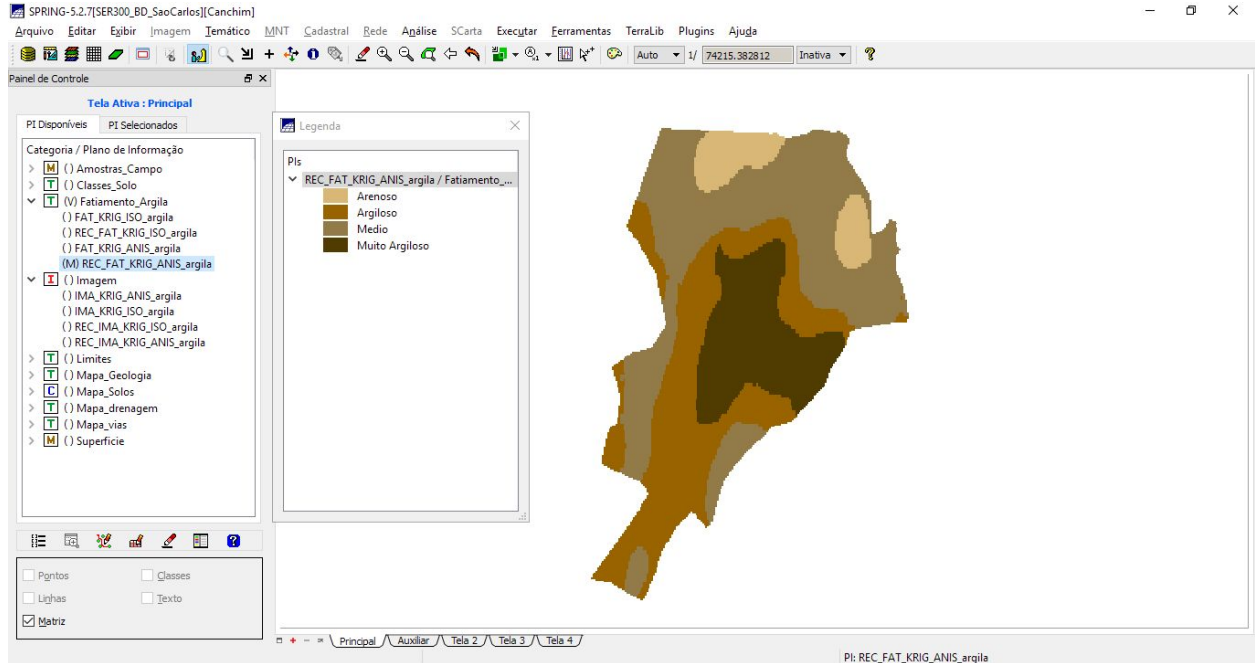 SPRING-5.2.7[SER300_BD_SaoCarlos][Canchim]
Arquivo Editar Exibir Imagem Temático MNT Cadastral Rede Análise SCarta Executar Ferramentas TerraLib Plugins Ajuda
Auto 1/ 74215.382812 Inativa
Painel de Controle
Tela Ativa : Principal
PI Disponíveis PI Selecionados
Categoria / Plano de Informação
M () Amostras_Campo
T () Classes_Solo
T (V) Fatiamento_Argila
() FAT_KRIG_ISO_argila
() REC_FAT_KRIG_ISO_argila
() FAT_KRIG_ANIS_argila
(M) REC_FAT_KRIG_ANIS_argila
I () Imagem
() IMA_KRIG_ANIS_argila
() IMA_KRIG_ISO_argila
() REC_IMA_KRIG_ISO_argila
() REC_IMA_KRIG_ANIS_argila
T () Limites
T () Mapa_Geologia
C () Mapa_Solos
T () Mapa_drenagem
T () Mapa_vias
M () Superficie
Pontos Classes
Linhas Texto
Matriz
Legenda
PIs
REC_FAT_KRIG_ANIS_argila / Fatiamento_...
Arenoso
Argiloso
Medio
Muito Argiloso
Principal Auxiliar Tela 2 Tela 3 Tela 4
PI: REC_FAT_KRIG_ANIS_argila